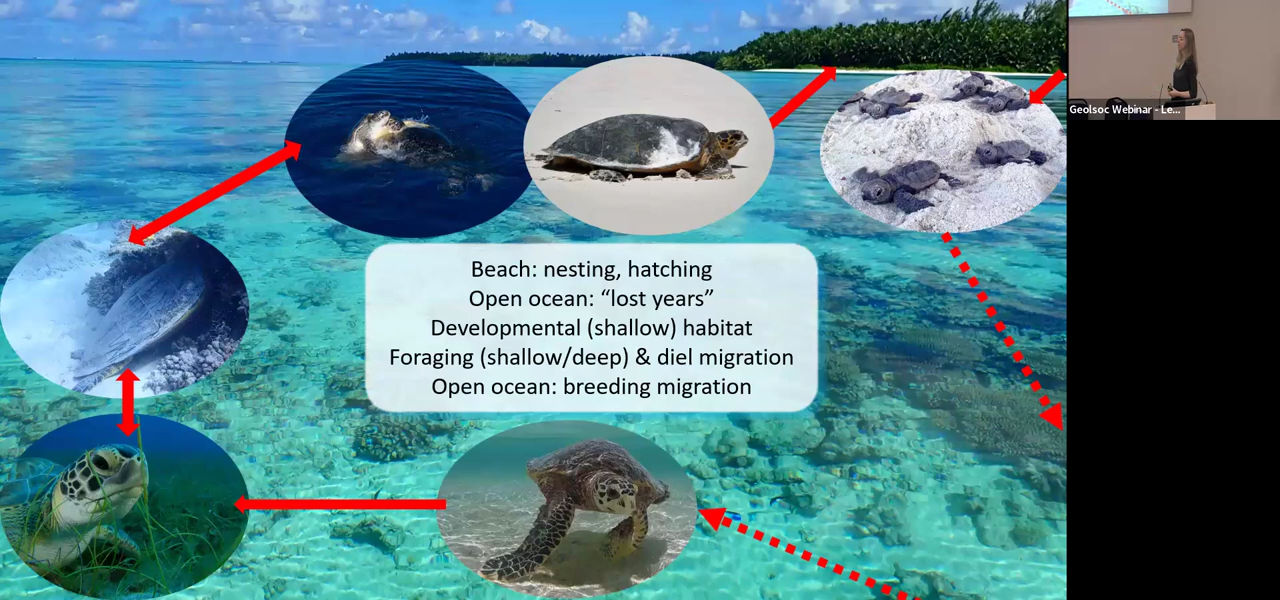 Beach: nesting, hatching
Open ocean: “lost years”
Developmental (shallow) habitat
Foraging (shallow/deep) & diel migration
Open ocean: breeding migration
Geolsoc Webinar - Le...